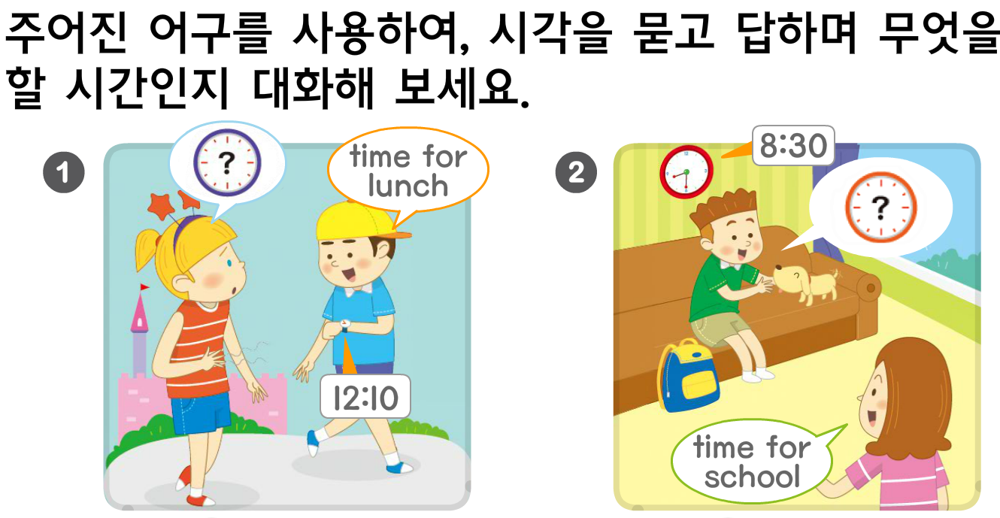 주어진 어구를 사용하여, 시각을 묻고 답하며 무엇을
할 시간인지 대화해 보세요.
1
?
time for
lunch
12:10
2
8:30
?
time for
school